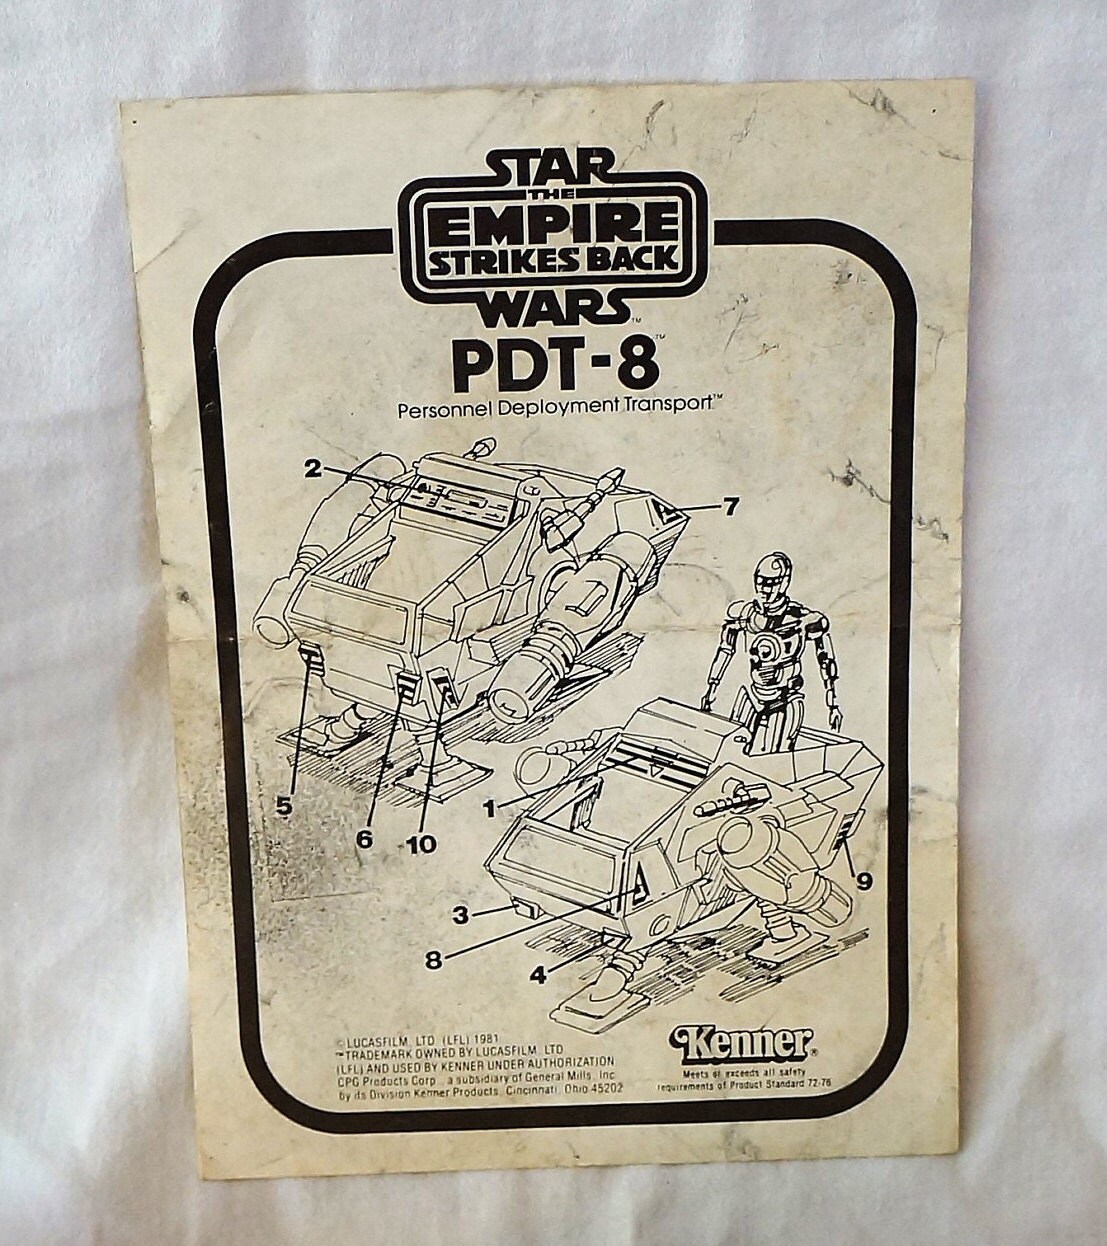 STAR
THE
EMPIRE
STRIKES BACK
WARS™
PDT-8™
Personnel Deployment Transport™
2
7
5
6
10
1
9
3
8
4
© LUCASFILM, LTD (LFL) 1981
™TRADEMARK OWNED BY LUCASFILM, LTD
(LFL) AND USED BY KENNER UNDER AUTHORIZATION
CPG Products Corp., a subsidiary of General Mills, Inc.
by its Division Kenner Products, Cincinnati, Ohio 45202
Kenner®
Meets or exceeds all safety
requirements of Product Standard 72-76